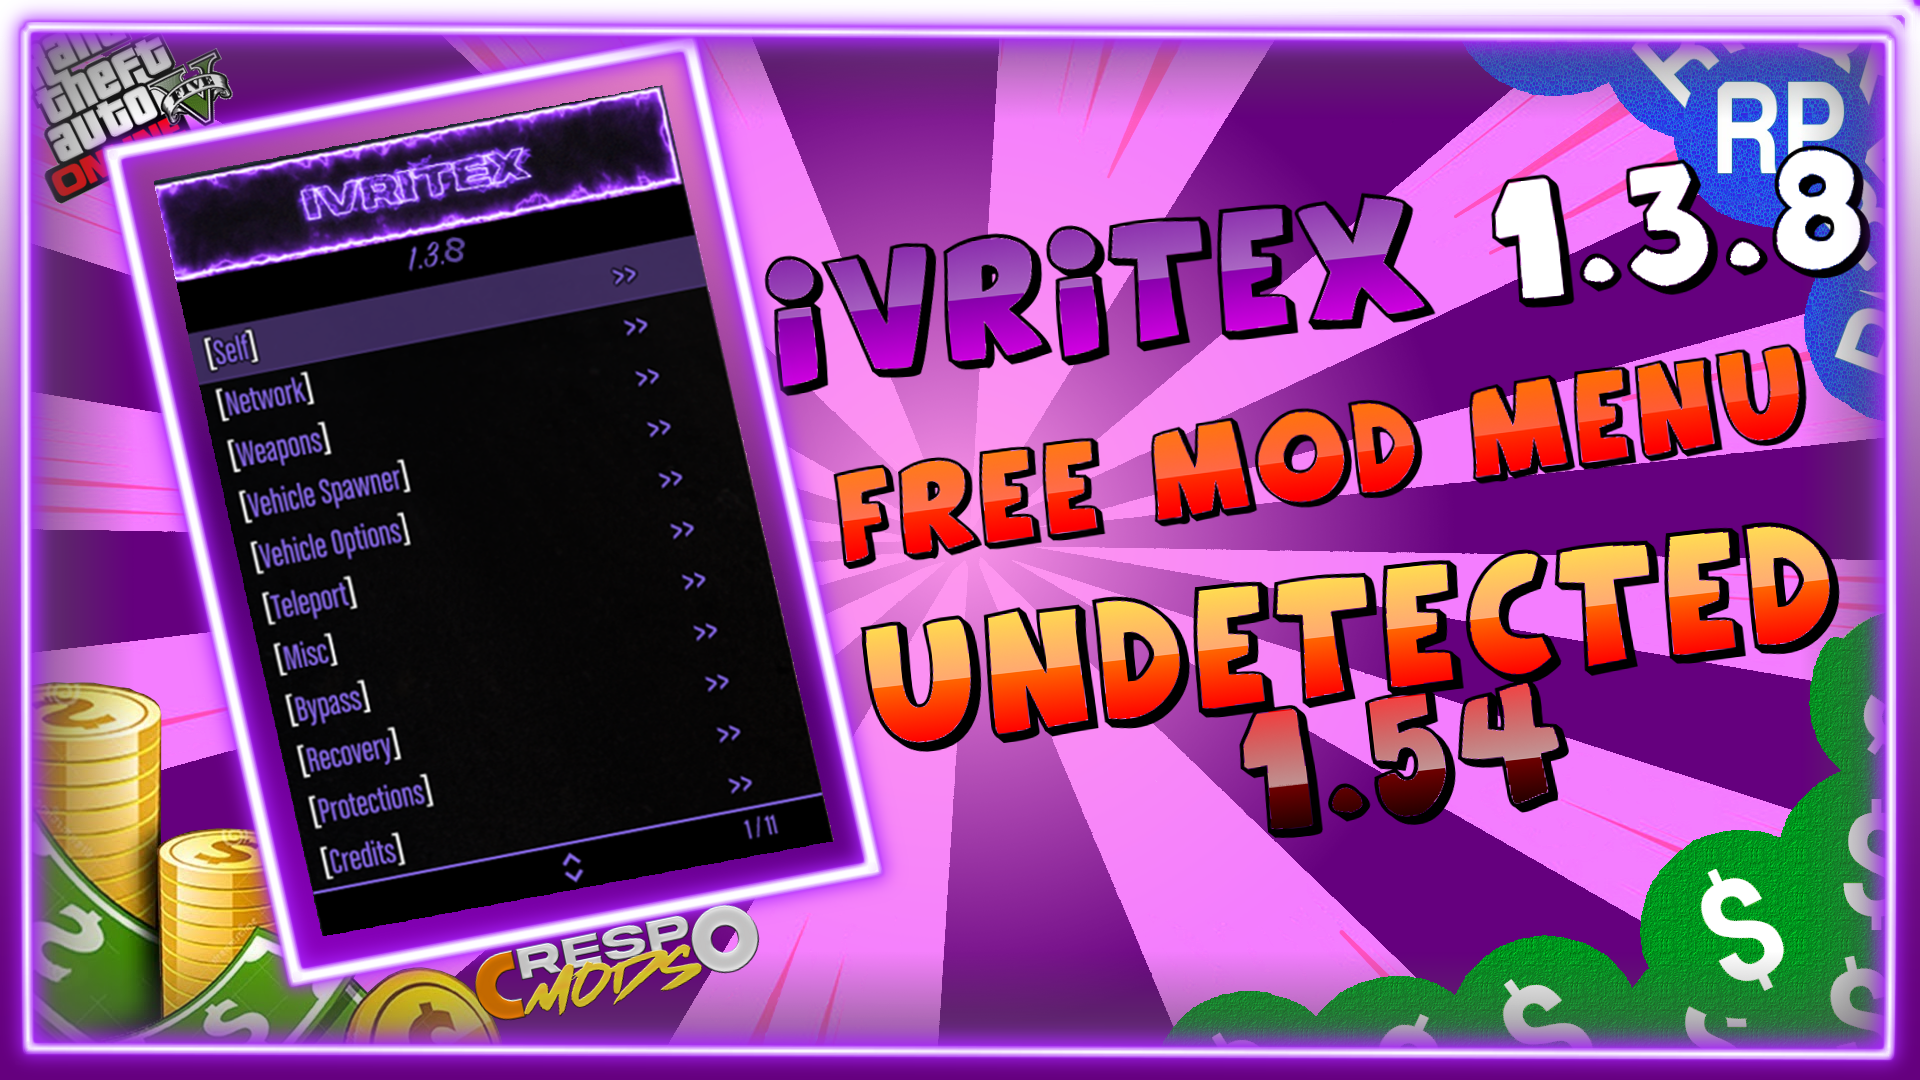 theft
auto
FIVE
V
iVRiTEX
1.3.8
[Self] >>
[Network] >>
[Weapons] >>
[Vehicle Spawner] >>
[Vehicle Options] >>
[Teleport] >>
[Misc] >>
[Bypass] >>
[Recovery] >>
[Protections] >>
[Credits] >>
1/11
iVRiTEX 1.3.8
FREE MOD MENU
UNDETECTED
1.54
RP
CRESPO
MODS
$
$
$